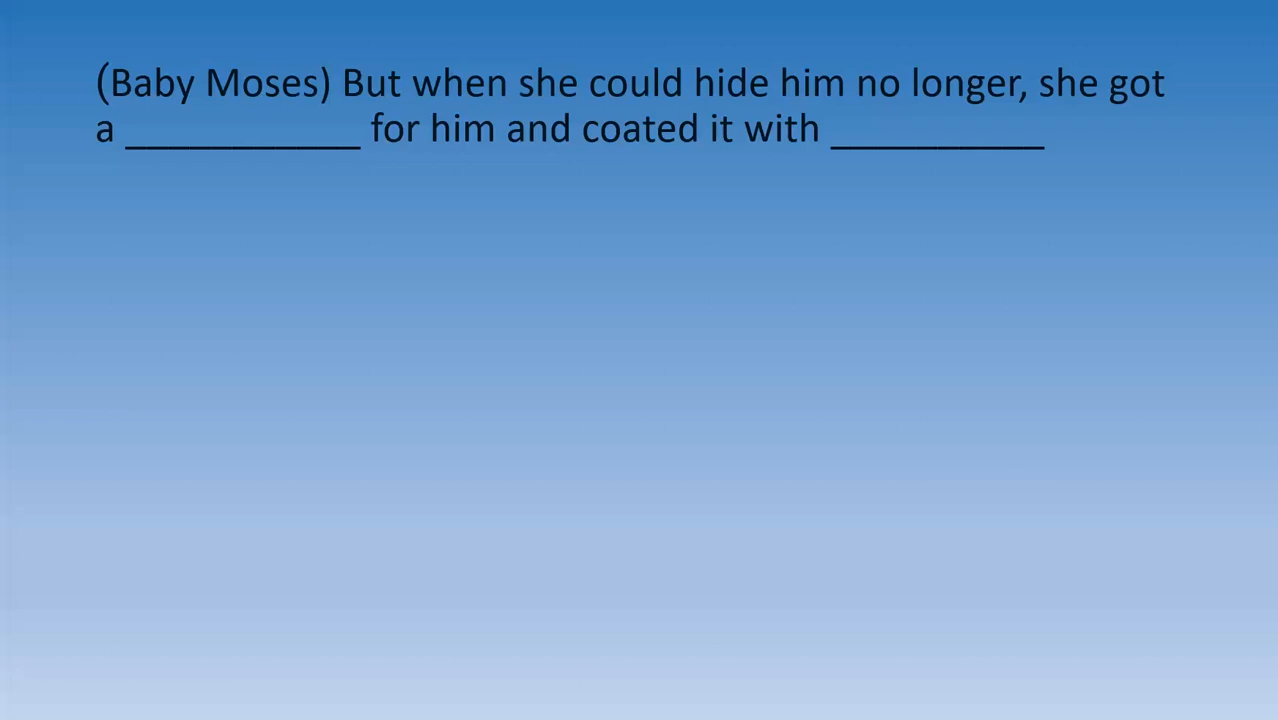 (Baby Moses) But when she could hide him no longer, she got
a ___________ for him and coated it with __________